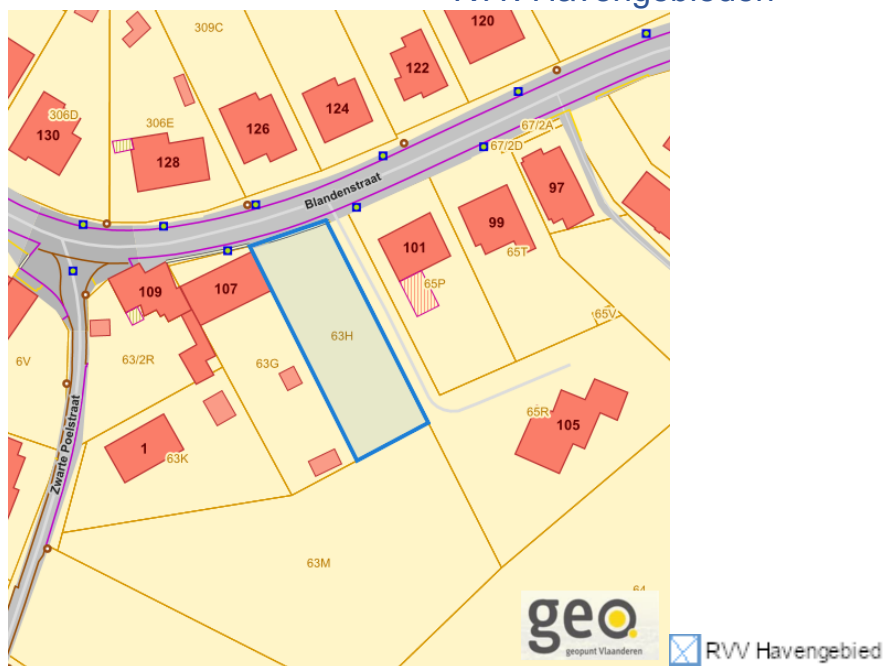 RVV Havengebieden
309C
120
122
124
126
306D
130
306E
128
67/2A
67/2D
97
99
101
65T
65P
65V
Blandenstraat
109
107
63H
63G
63/2R
6V
65R
105
1
63K
Zwarte Poelstraat
63M
64
geo
geopunt Vlaanderen
RVV Havengebied